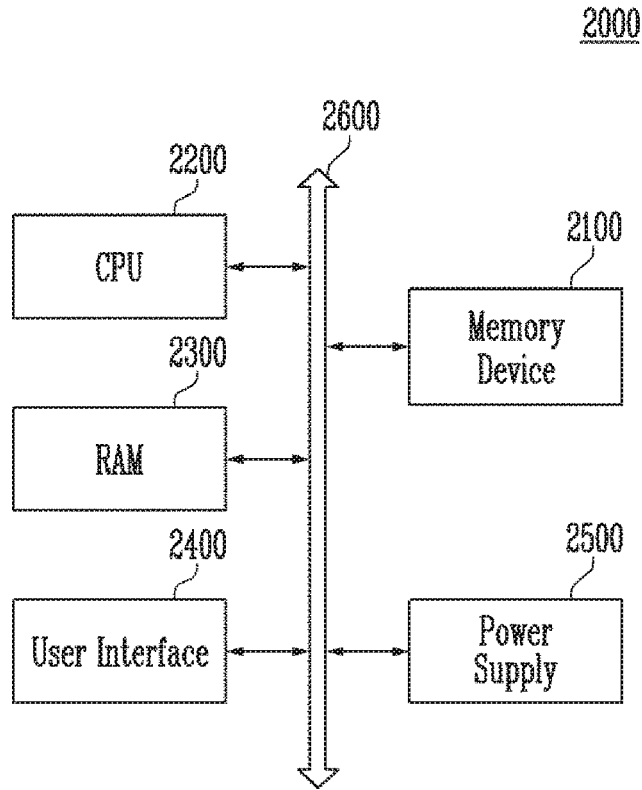 2000
2600
2200
CPU
2100
Memory
Device
2300
RAM
2400
User Interface
2500
Power
Supply